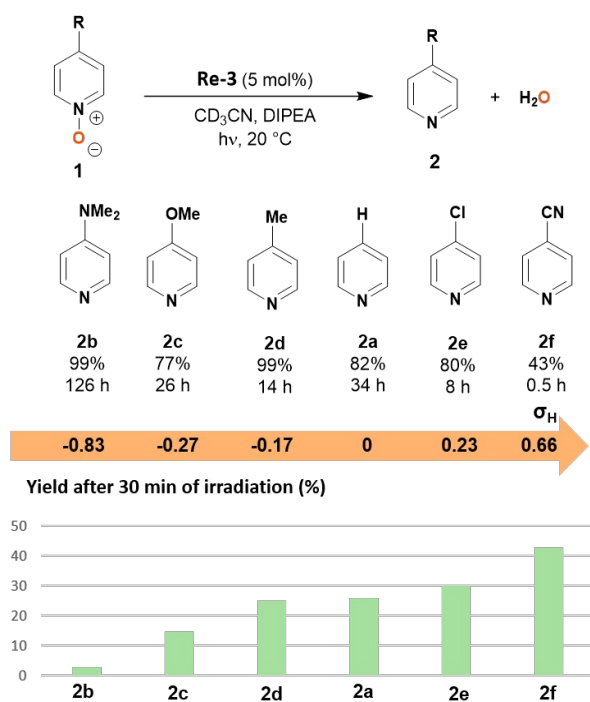 R
N
⊕
O
⊖
1
Re-3 (5 mol%)
CD3CN, DIPEA
hν, 20 °C
R
N
2
+ H2O
NMe2 OMe Me H Cl CN
N N N N N N
2b 2c 2d 2a 2e 2f
99% 77% 99% 82% 80% 43%
126 h 26 h 14 h 34 h 8 h 0.5 h
σH
-0.83 -0.27 -0.17 0 0.23 0.66
Yield after 30 min of irradiation (%)
50
40
30
20
10
0
2b 2c 2d 2a 2e 2f